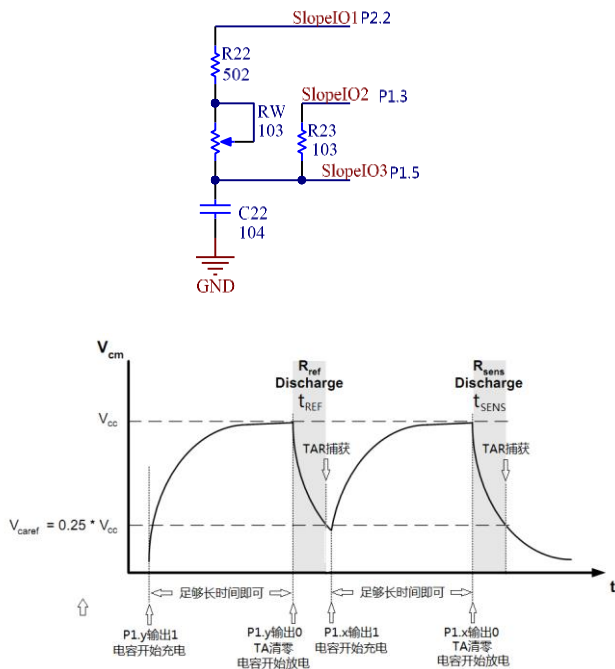 SlopeIO1 P2.2
R22
502
SlopeIO2 P1.3
RW
103
R23
103
SlopeIO3 P1.5
C22
104
GND
Vcm
Rref
Discharge
tREF
Rsens
Discharge
tSENS
Vcc
TAR捕获
TAR捕获
Vcaref = 0.25 * Vcc
足够长时间即可
足够长时间即可
t
P1.y输出1
电容开始充电
P1.y输出0
TA清零
电容开始放电
P1.x输出1
电容开始充电
P1.x输出0
TA清零
电容开始放电